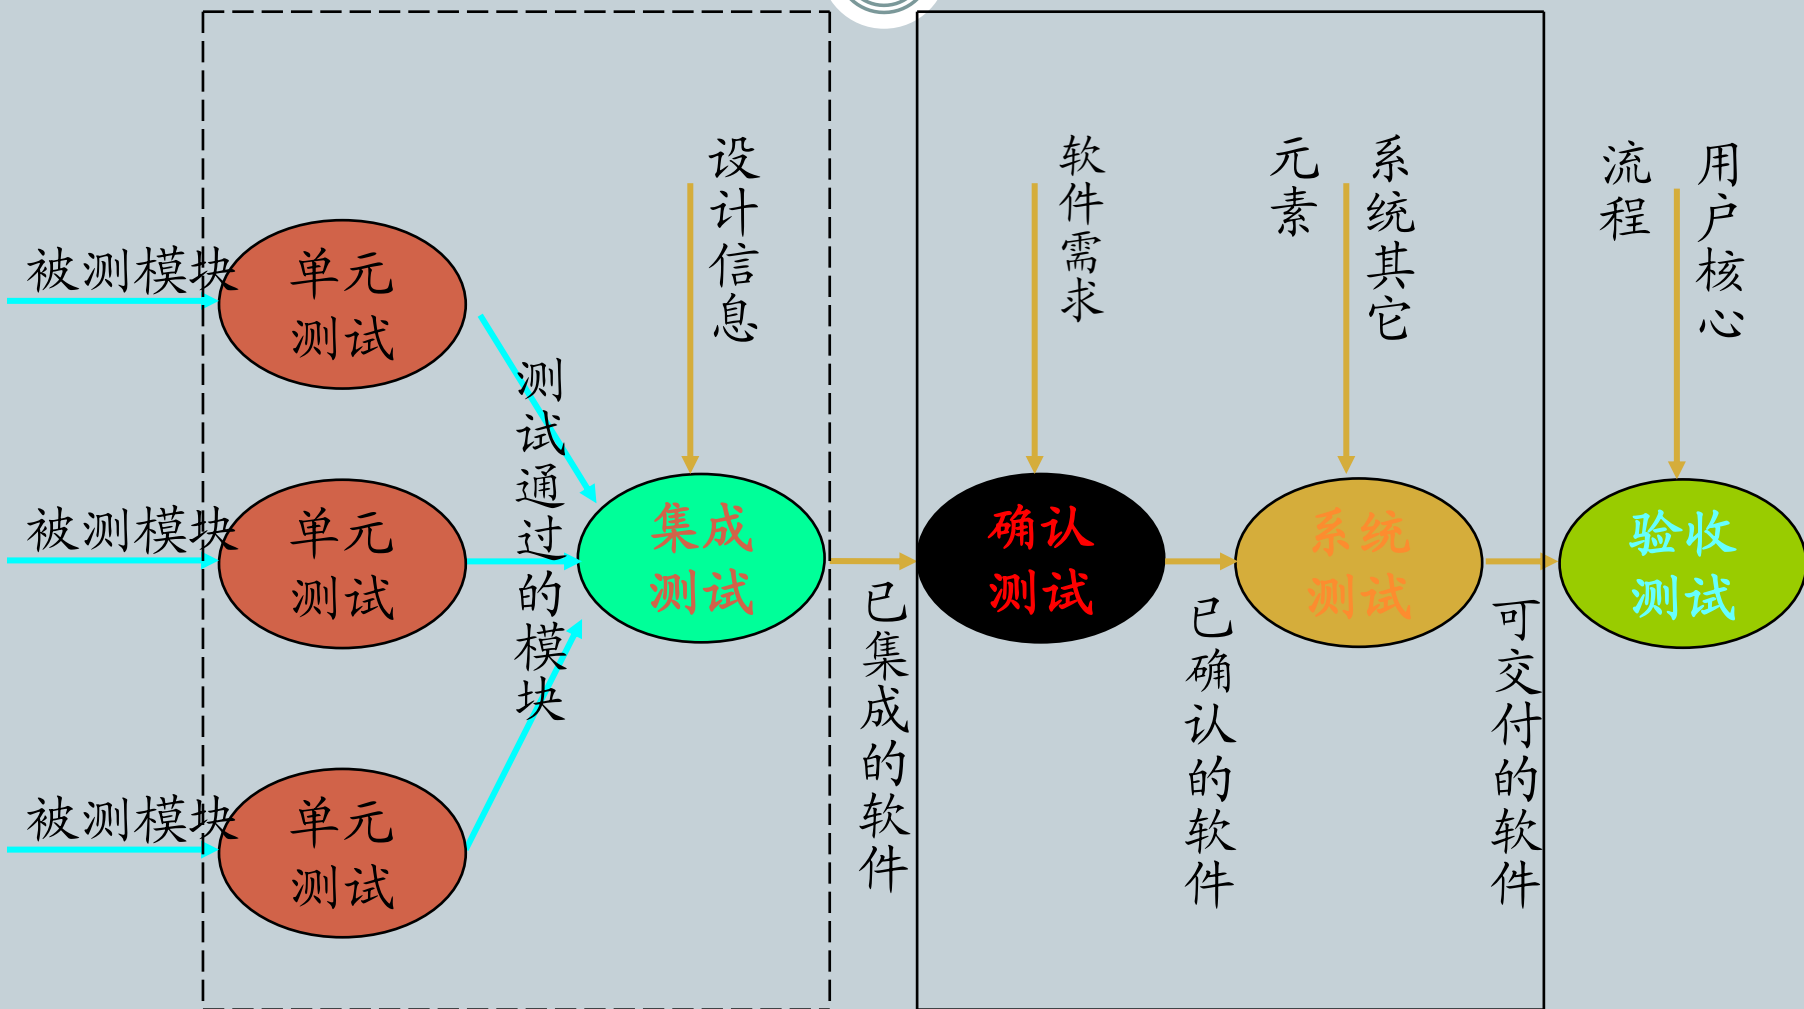 被测模块
单元
测试
被测模块
单元
测试
被测模块
单元
测试
测试通过的模块
设计信息
集成
测试
已集成的软件
软件需求
确认
测试
已确认的软件
系统其它
元素
系统
测试
可交付的软件
用户核心
流程
验收
测试